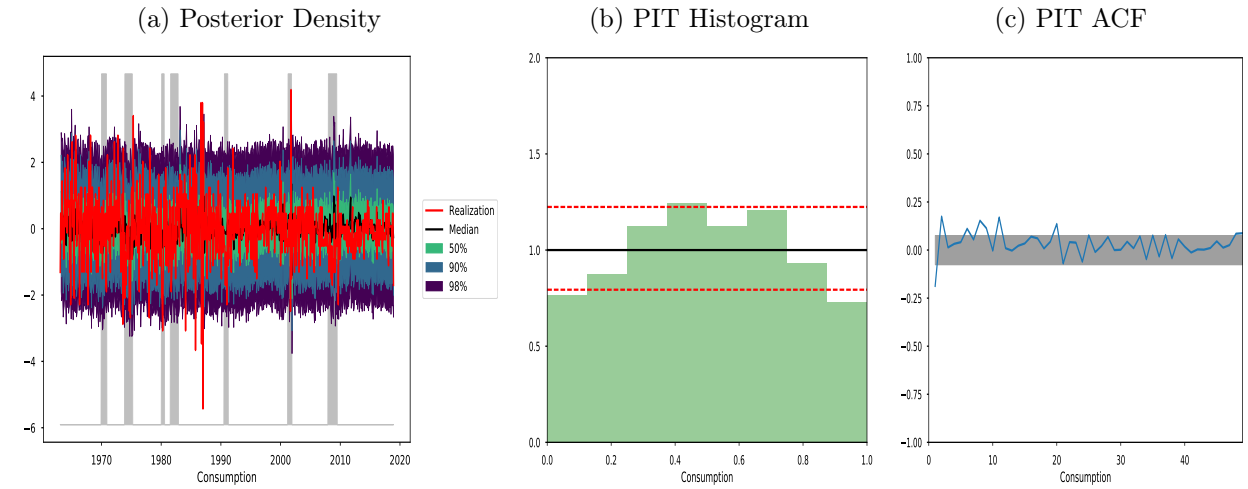 (a) Posterior Density
4
2
0
−2
−4
−6
1970 1980 1990 2000 2010 2020
Consumption
Realization
Median
50%
90%
98%
(b) PIT Histogram
2.0
1.5
1.0
0.5
0.0
0.0 0.2 0.4 0.6 0.8 1.0
Consumption
(c) PIT ACF
1.00
0.75
0.50
0.25
0.00
−0.25
−0.50
−0.75
−1.00
0 10 20 30 40
Consumption